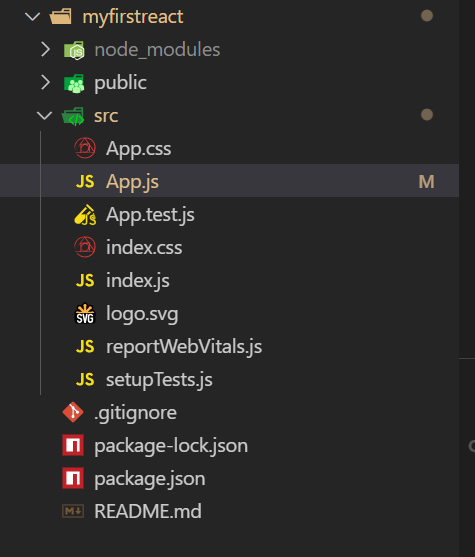 myfirstreact
node_modules
public
src
App.css
JS App.js M
App.test.js
index.css
JS index.js
SVG logo.svg
JS reportWebVitals.js
JS setupTests.js
.gitignore
package-lock.json
package.json
README.md